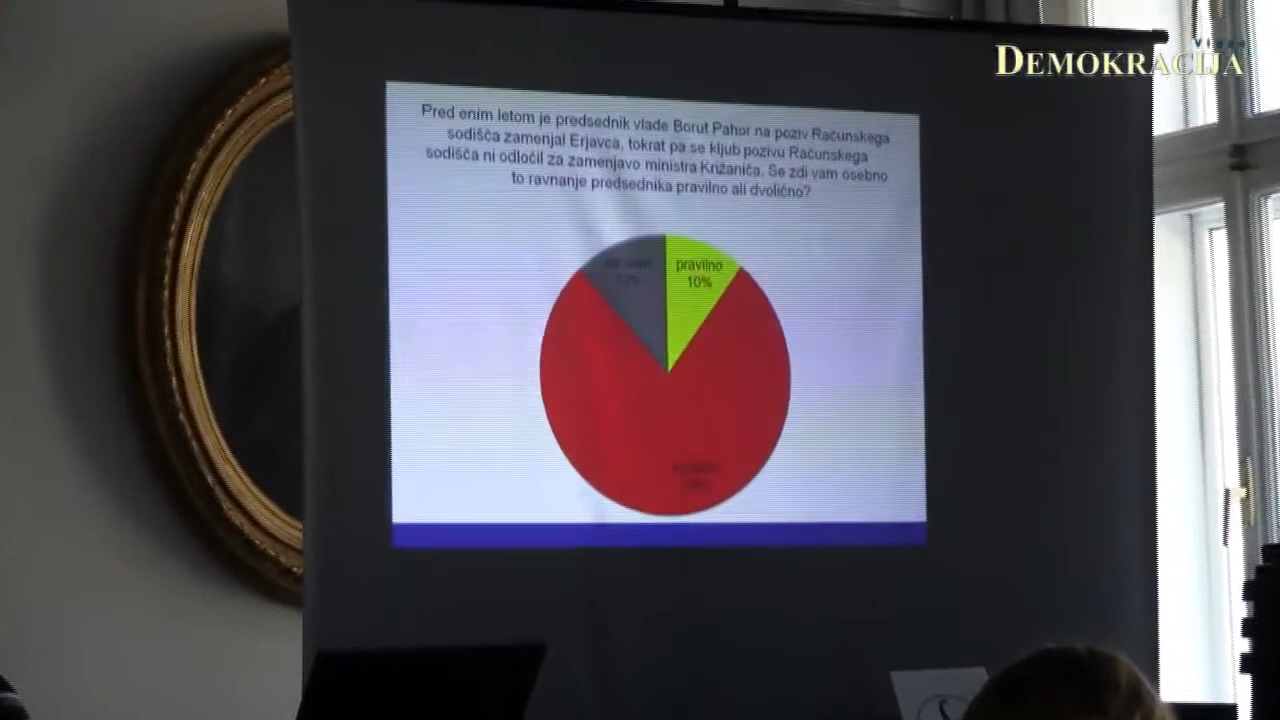 Video
DEMOKRACIJA
Pred enim letom je predsednik vlade Borut Pahor na poziv Računskega
sodišča zamenjal Erjavca, tokrat pa se kljub pozivu Računskega
sodišča ni odločil za zamenjavo ministra Križaniča. Se zdi vam osebno
to ravnanje predsednika pravilno ali dvolično?
pravilno
10%